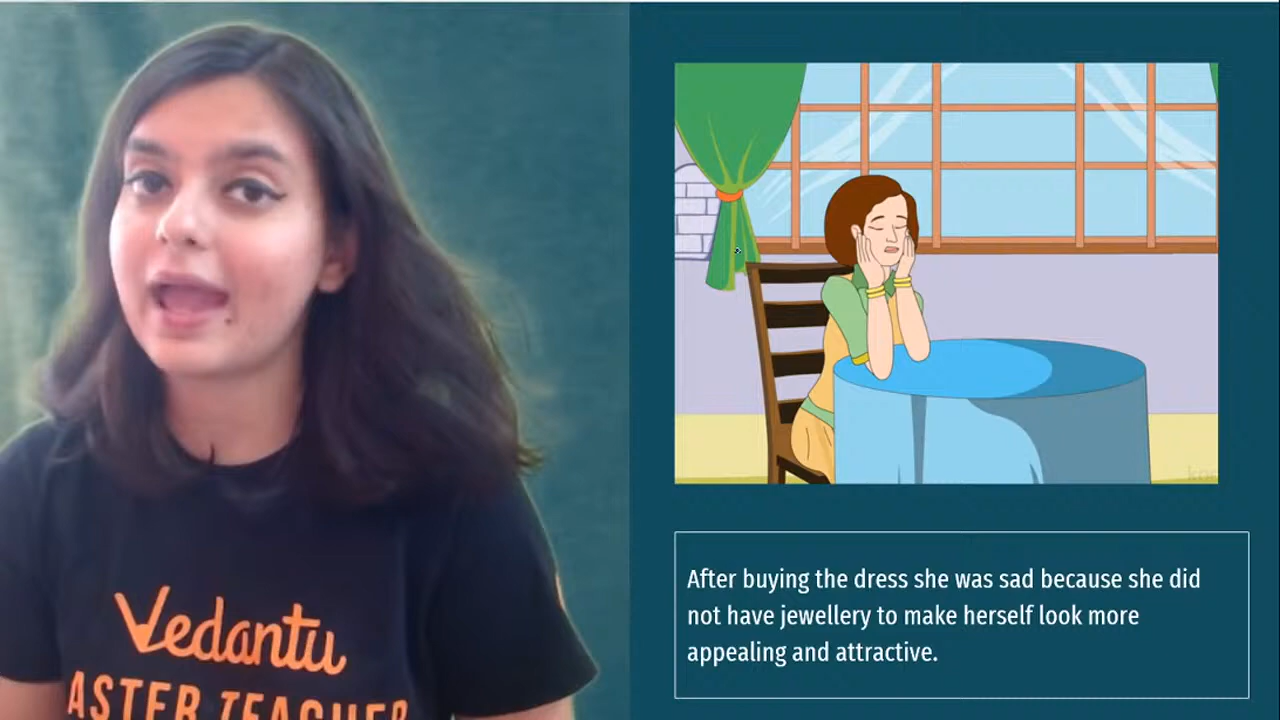 Vedantu
ASTER TEACHER
After buying the dress she was sad because she did
not have jewellery to make herself look more
appealing and attractive.